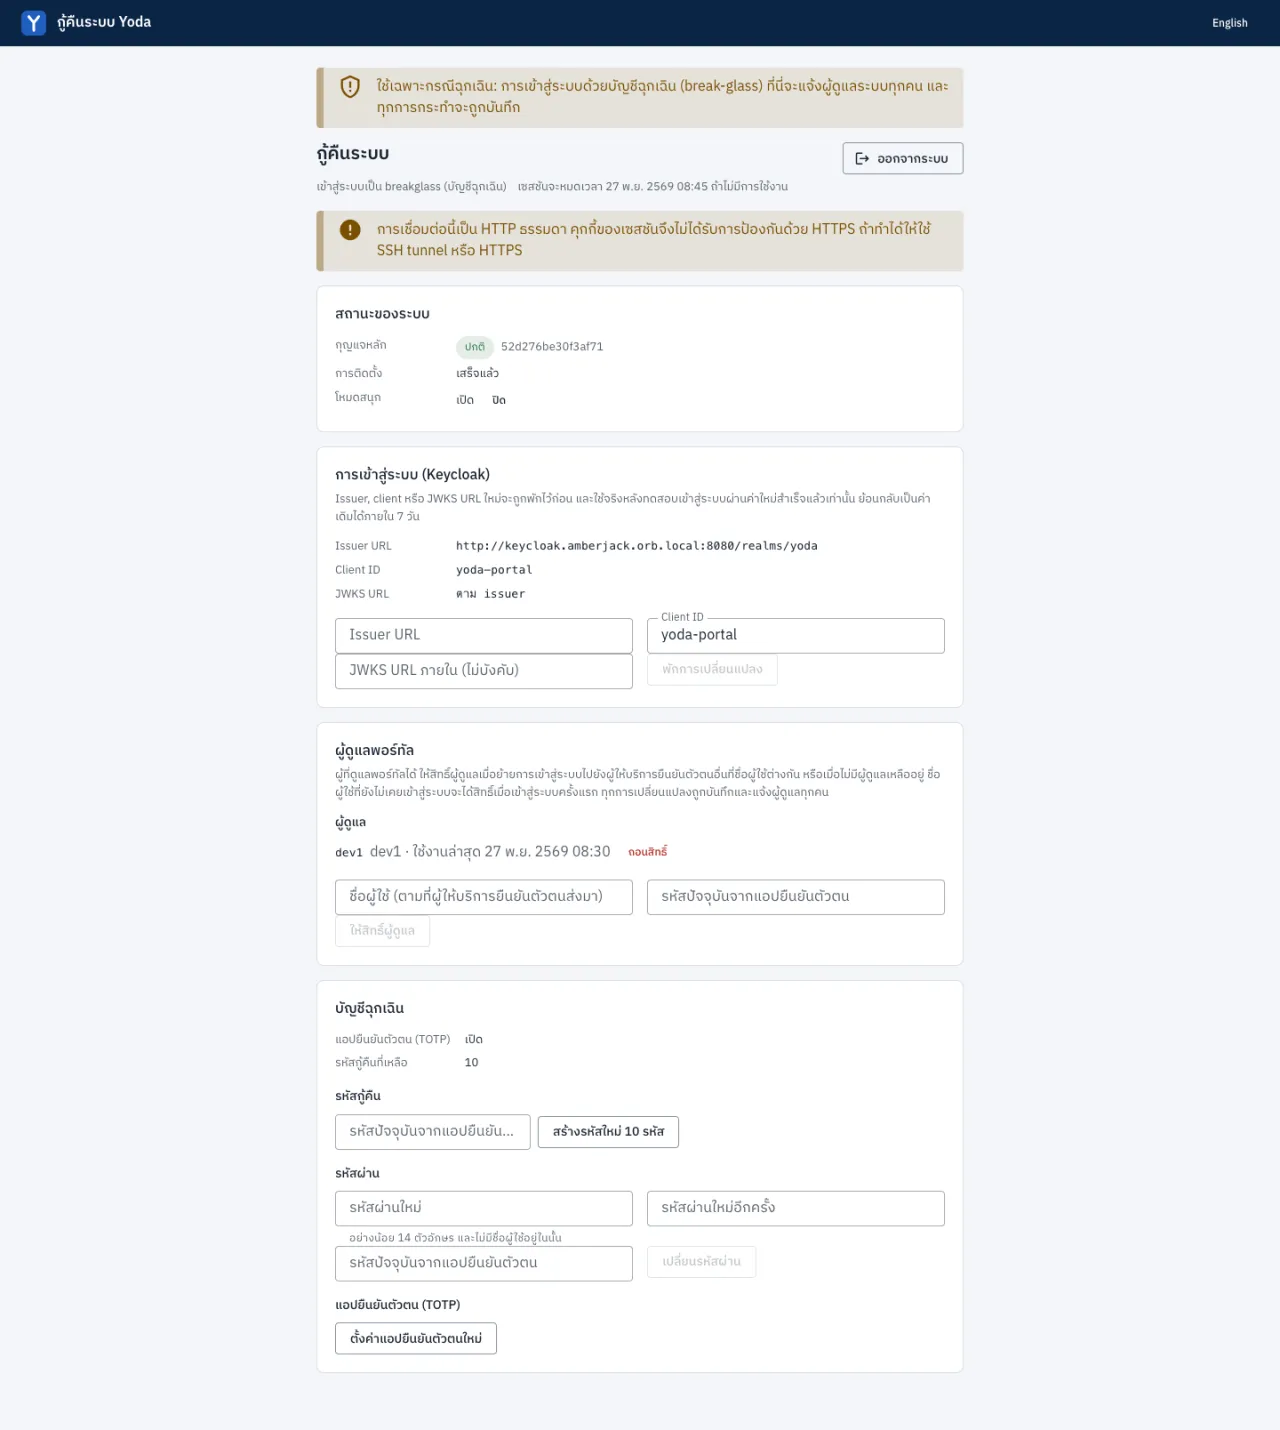 Y กู้คืนระบบ Yoda
English
ใช้เฉพาะกรณีฉุกเฉิน: การเข้าสู่ระบบด้วยบัญชีฉุกเฉิน (break-glass) ที่นี่จะแจ้งผู้ดูแลระบบทุกคน และ
ทุกการกระทำจะถูกบันทึก
กู้คืนระบบ
ออกจากระบบ
เข้าสู่ระบบเป็น breakglass (บัญชีฉุกเฉิน) เซสชันจะหมดเวลา 27 พ.ย. 2569 08:45 ถ้าไม่มีการใช้งาน
การเชื่อมต่อนี้เป็น HTTP ธรรมดา คุกกี้ของเซสชันจึงไม่ได้รับการป้องกันด้วย HTTPS ถ้าทำได้ให้ใช้
SSH tunnel หรือ HTTPS
สถานะของระบบ
กุญแจหลัก ปกติ 52d276be30f3af71
การติดตั้ง เสร็จแล้ว
โหมดสนุก เปิด ปิด
การเข้าสู่ระบบ (Keycloak)
Issuer, client หรือ JWKS URL ใหม่จะถูกพักไว้ก่อน และใช้จริงหลังทดสอบเข้าสู่ระบบผ่านค่าใหม่สำเร็จแล้วเท่านั้น ย้อนกลับเป็นค่า
เดิมได้ภายใน 7 วัน
Issuer URL http://keycloak.amberjack.orb.local:8080/realms/yoda
Client ID yoda-portal
JWKS URL ตาม issuer
Client ID
Issuer URL yoda-portal
JWKS URL ภายใน (ไม่บังคับ) พักการเปลี่ยนแปลง
ผู้ดูแลพอร์ทัล
ผู้ที่ดูแลพอร์ทัลได้ ให้สิทธิ์ผู้ดูแลเมื่อย้ายการเข้าสู่ระบบไปยังผู้ให้บริการยืนยันตัวตนอื่นที่ชื่อผู้ใช้ต่างกัน หรือเมื่อไม่มีผู้ดูแลเหลืออยู่ ชื่อ
ผู้ใช้ที่ยังไม่เคยเข้าสู่ระบบจะได้สิทธิ์เมื่อเข้าสู่ระบบครั้งแรก ทุกการเปลี่ยนแปลงถูกบันทึกและแจ้งผู้ดูแลทุกคน
ผู้ดูแล
dev1 dev1 · ใช้งานล่าสุด 27 พ.ย. 2569 08:30 ถอนสิทธิ์
ชื่อผู้ใช้ (ตามที่ผู้ให้บริการยืนยันตัวตนส่งมา) รหัสปัจจุบันจากแอปยืนยันตัวตน
ให้สิทธิ์ผู้ดูแล
บัญชีฉุกเฉิน
แอปยืนยันตัวตน (TOTP) เปิด
รหัสกู้คืนที่เหลือ 10
รหัสกู้คืน
รหัสปัจจุบันจากแอปยืนยัน... สร้างรหัสใหม่ 10 รหัส
รหัสผ่าน
รหัสผ่านใหม่ รหัสผ่านใหม่อีกครั้ง
อย่างน้อย 14 ตัวอักษร และไม่มีชื่อผู้ใช้อยู่ในนั้น
รหัสปัจจุบันจากแอปยืนยันตัวตน เปลี่ยนรหัสผ่าน
แอปยืนยันตัวตน (TOTP)
ตั้งค่าแอปยืนยันตัวตนใหม่